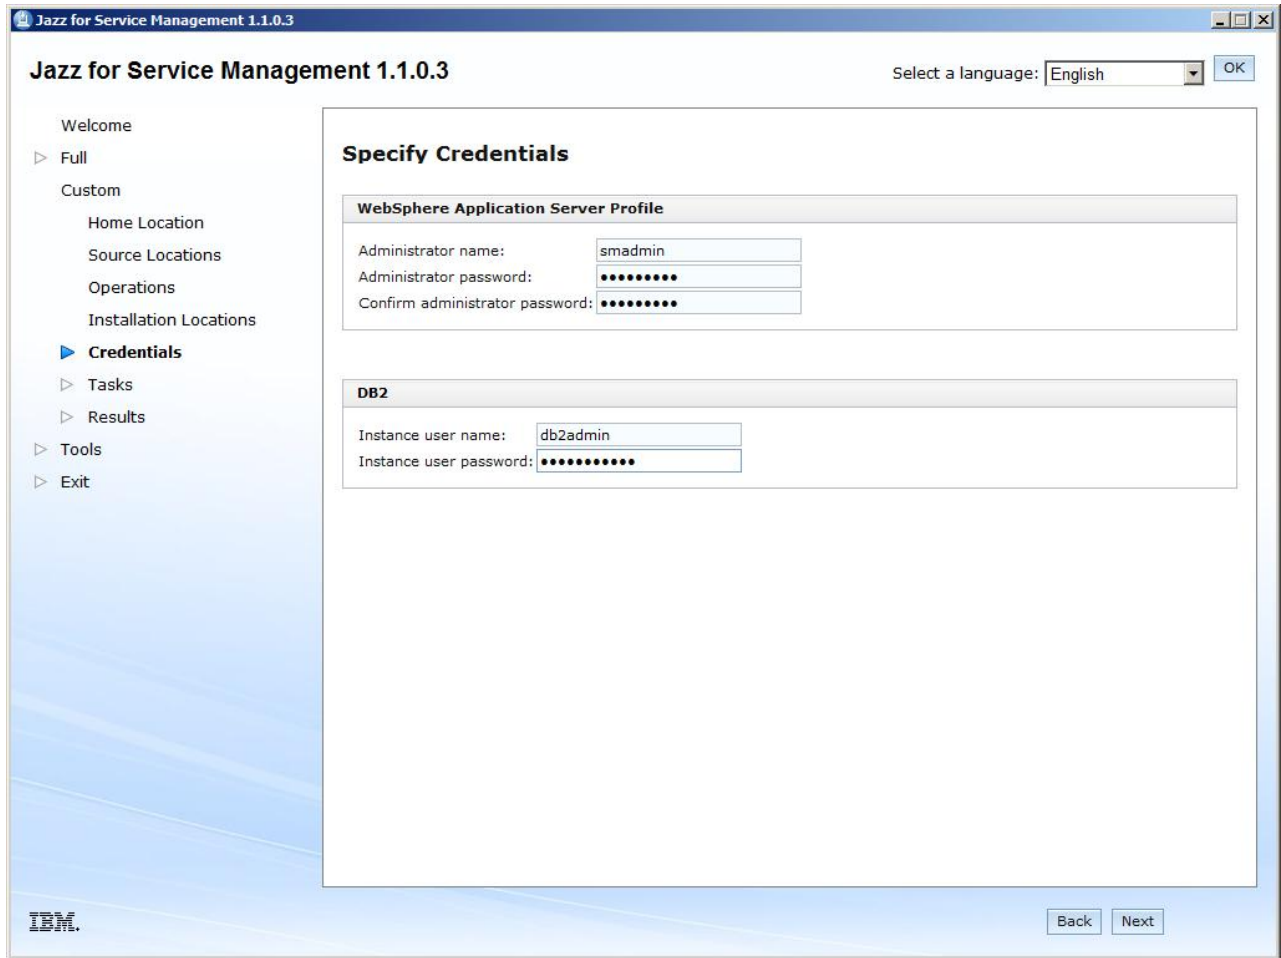 Jazz for Service Management 1.1.0.3
Jazz for Service Management 1.1.0.3
Select a language: English OK
Welcome
Full
Custom
Home Location
Source Locations
Operations
Installation Locations
Credentials
Tasks
Results
Tools
Exit
Specify Credentials
WebSphere Application Server Profile
Administrator name: smadmin
Administrator password: •••••••••
Confirm administrator password: •••••••••
DB2
Instance user name: db2admin
Instance user password: •••••••••••
IBM.
Back Next